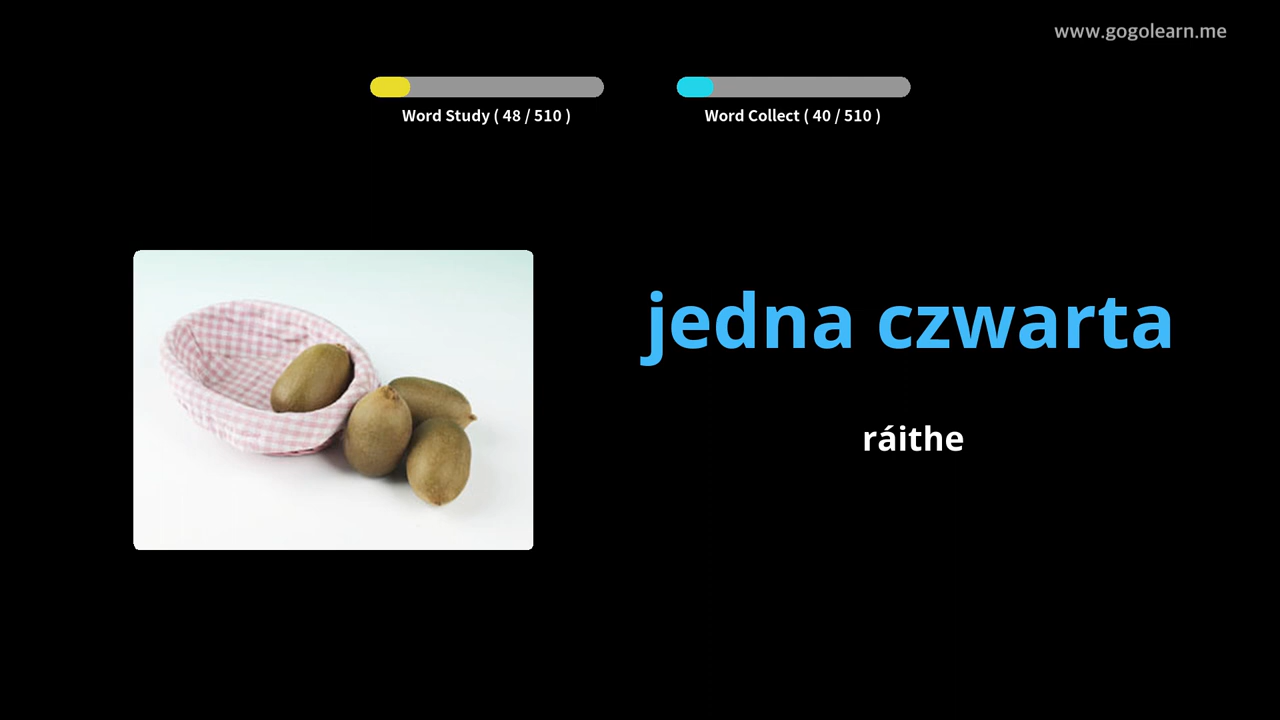 www.gogolearn.me
Word Study ( 48 / 510 )
Word Collect ( 40 / 510 )
jedna czwarta
ráithe